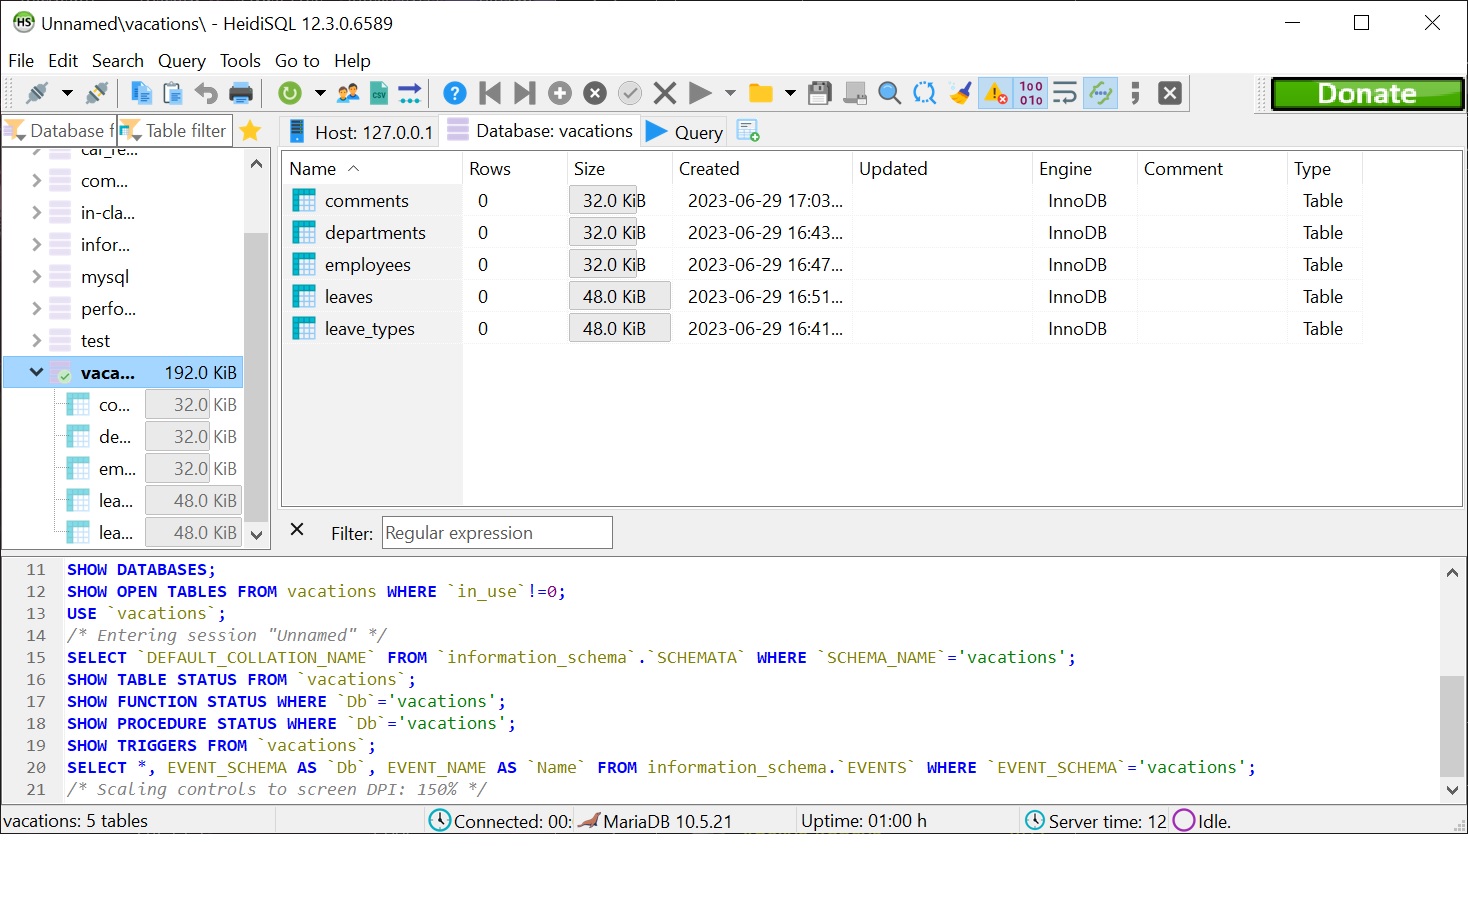 Unnamed\vacations\ - HeidiSQL 12.3.0.6589
File Edit Search Query Tools Go to Help
Donate
Database f Table filter
Host: 127.0.0.1 Database: vacations Query
car_re...
com...
in-cla...
infor...
mysql
perfo...
test
vaca... 192.0 KiB
co... 32.0 KiB
de... 32.0 KiB
em... 32.0 KiB
lea... 48.0 KiB
lea... 48.0 KiB
Name Rows Size Created Updated Engine Comment Type
comments 0 32.0 KiB 2023-06-29 17:03... InnoDB Table
departments 0 32.0 KiB 2023-06-29 16:43... InnoDB Table
employees 0 32.0 KiB 2023-06-29 16:47... InnoDB Table
leaves 0 48.0 KiB 2023-06-29 16:51... InnoDB Table
leave_types 0 48.0 KiB 2023-06-29 16:41... InnoDB Table
Filter: Regular expression
11 SHOW DATABASES;
12 SHOW OPEN TABLES FROM vacations WHERE `in_use`!=0;
13 USE `vacations`;
14 /* Entering session "Unnamed" */
15 SELECT `DEFAULT_COLLATION_NAME` FROM `information_schema`.`SCHEMATA` WHERE `SCHEMA_NAME`='vacations';
16 SHOW TABLE STATUS FROM `vacations`;
17 SHOW FUNCTION STATUS WHERE `Db`='vacations';
18 SHOW PROCEDURE STATUS WHERE `Db`='vacations';
19 SHOW TRIGGERS FROM `vacations`;
20 SELECT *, EVENT_SCHEMA AS `Db`, EVENT_NAME AS `Name` FROM information_schema.`EVENTS` WHERE `EVENT_SCHEMA`='vacations';
21 /* Scaling controls to screen DPI: 150% */
vacations: 5 tables Connected: 00: MariaDB 10.5.21 Uptime: 01:00 h Server time: 12 Idle.